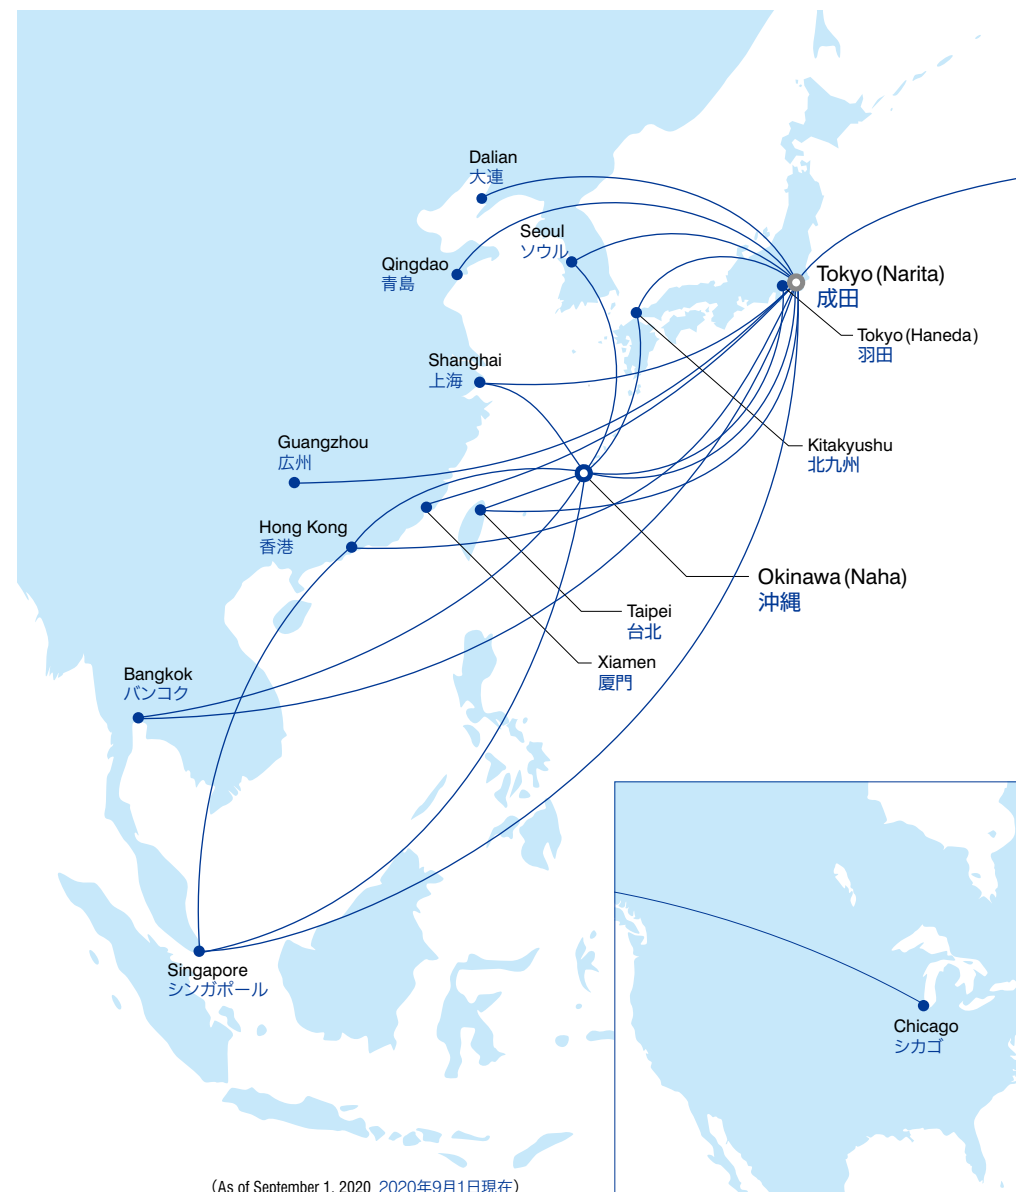 Dalian
大連
Seoul
ソウル
Qingdao
青島
Tokyo (Narita)
成田
Tokyo (Haneda)
羽田
Shanghai
上海
Guangzhou
広州
Kitakyushu
北九州
Hong Kong
香港
Okinawa (Naha)
沖縄
Taipei
台北
Xiamen
厦門
Bangkok
バンコク
Singapore
シンガポール
Chicago
シカゴ
(As of September 1, 2020 2020年9月1日現在)